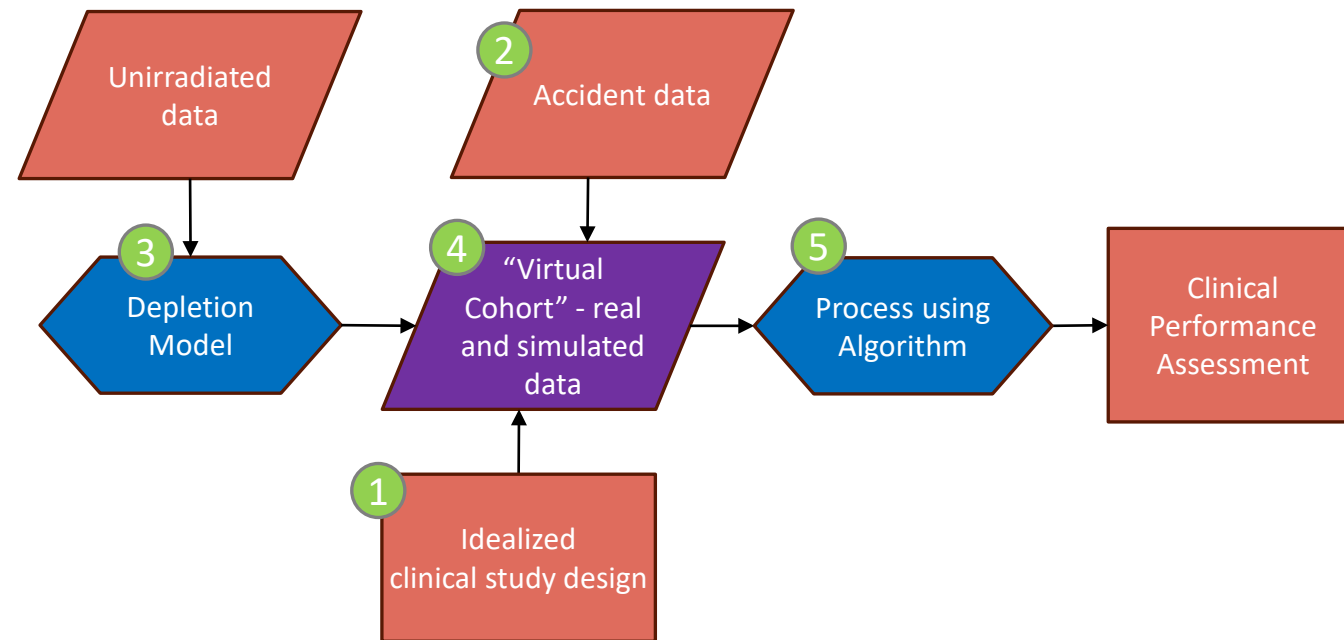 Unirradiated
data
2
Accident data
3
Depletion
Model
4
“Virtual
Cohort” - real
and simulated
data
5
Process using
Algorithm
Clinical
Performance
Assessment
1
Idealized
clinical study design